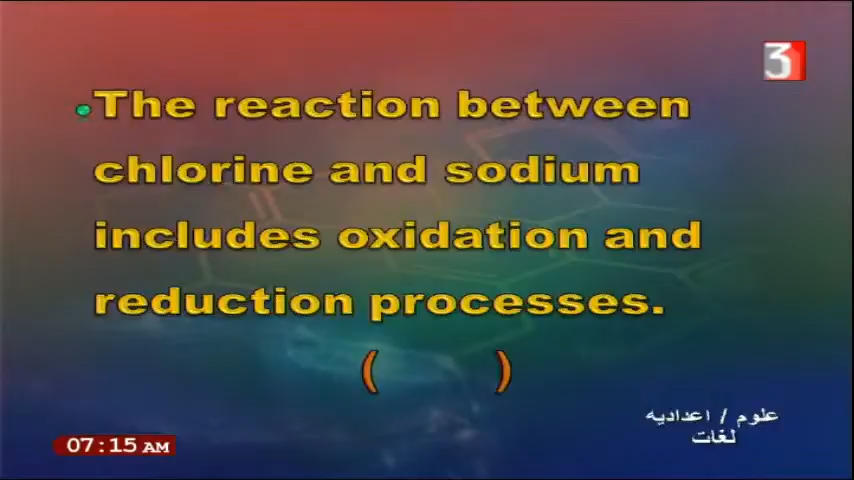 3
•The reaction between
chlorine and sodium
includes oxidation and
reduction processes.
( )
علوم / اعداديه
لغات
07:15 AM